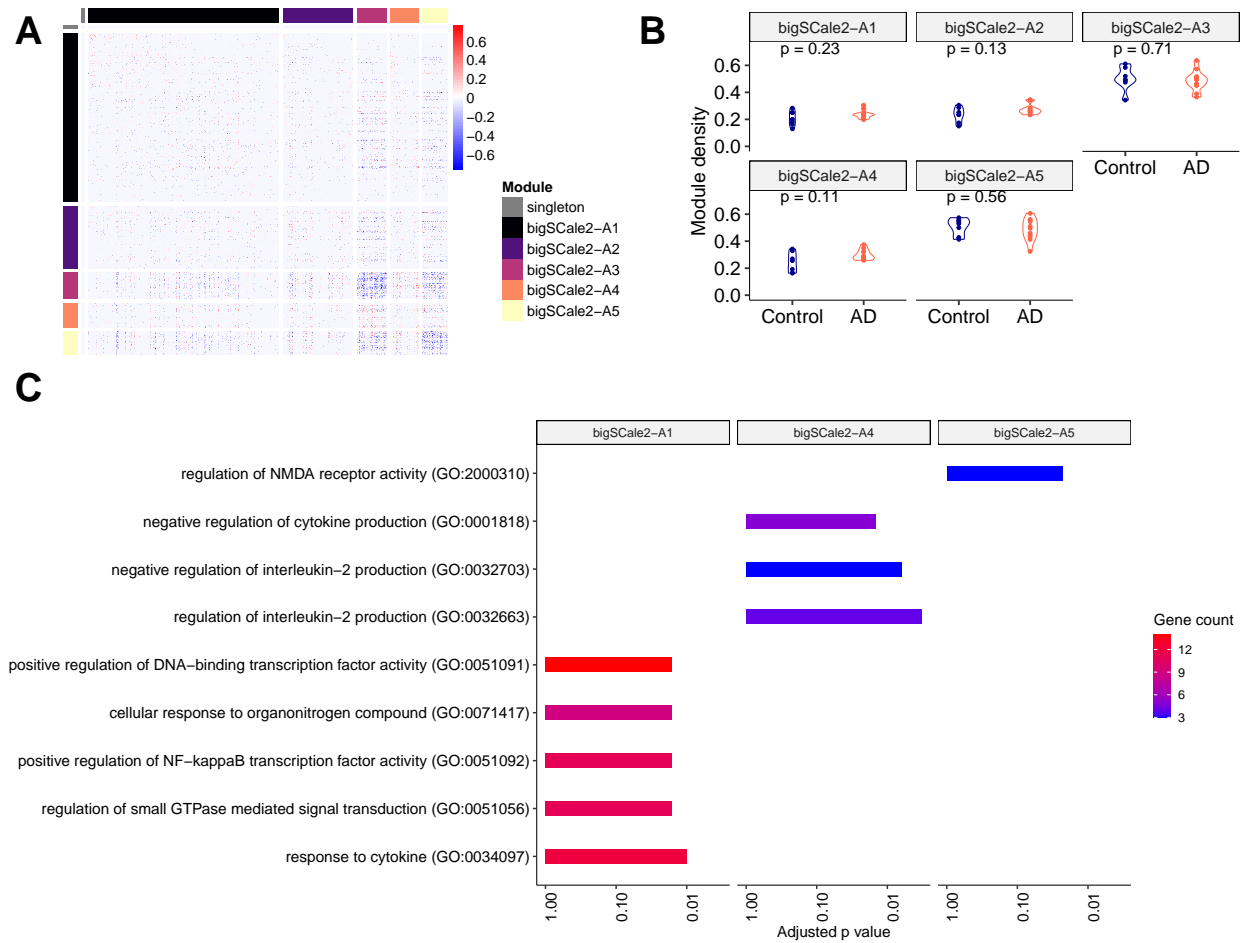 A
0.6
0.4
0.2
0
−0.2
−0.4
−0.6
Module
singleton
bigSCale2−A1
bigSCale2−A2
bigSCale2−A3
bigSCale2−A4
bigSCale2−A5
B
Module density
bigSCale2−A1
bigSCale2−A2
bigSCale2−A3
p = 0.23
p = 0.13
p = 0.71
0.6
0.4
0.2
0.0
Control
AD
bigSCale2−A4
bigSCale2−A5
p = 0.11
p = 0.56
0.6
0.4
0.2
0.0
Control
AD
Control
AD
C
bigSCale2−A1
bigSCale2−A4
bigSCale2−A5
regulation of NMDA receptor activity (GO:2000310)
negative regulation of cytokine production (GO:0001818)
negative regulation of interleukin−2 production (GO:0032703)
regulation of interleukin−2 production (GO:0032663)
positive regulation of DNA−binding transcription factor activity (GO:0051091)
cellular response to organonitrogen compound (GO:0071417)
positive regulation of NF−kappaB transcription factor activity (GO:0051092)
regulation of small GTPase mediated signal transduction (GO:0051056)
response to cytokine (GO:0034097)
1.00
0.10
0.01
1.00
0.10
0.01
1.00
0.10
0.01
Adjusted p value
Gene count
12
9
6
3